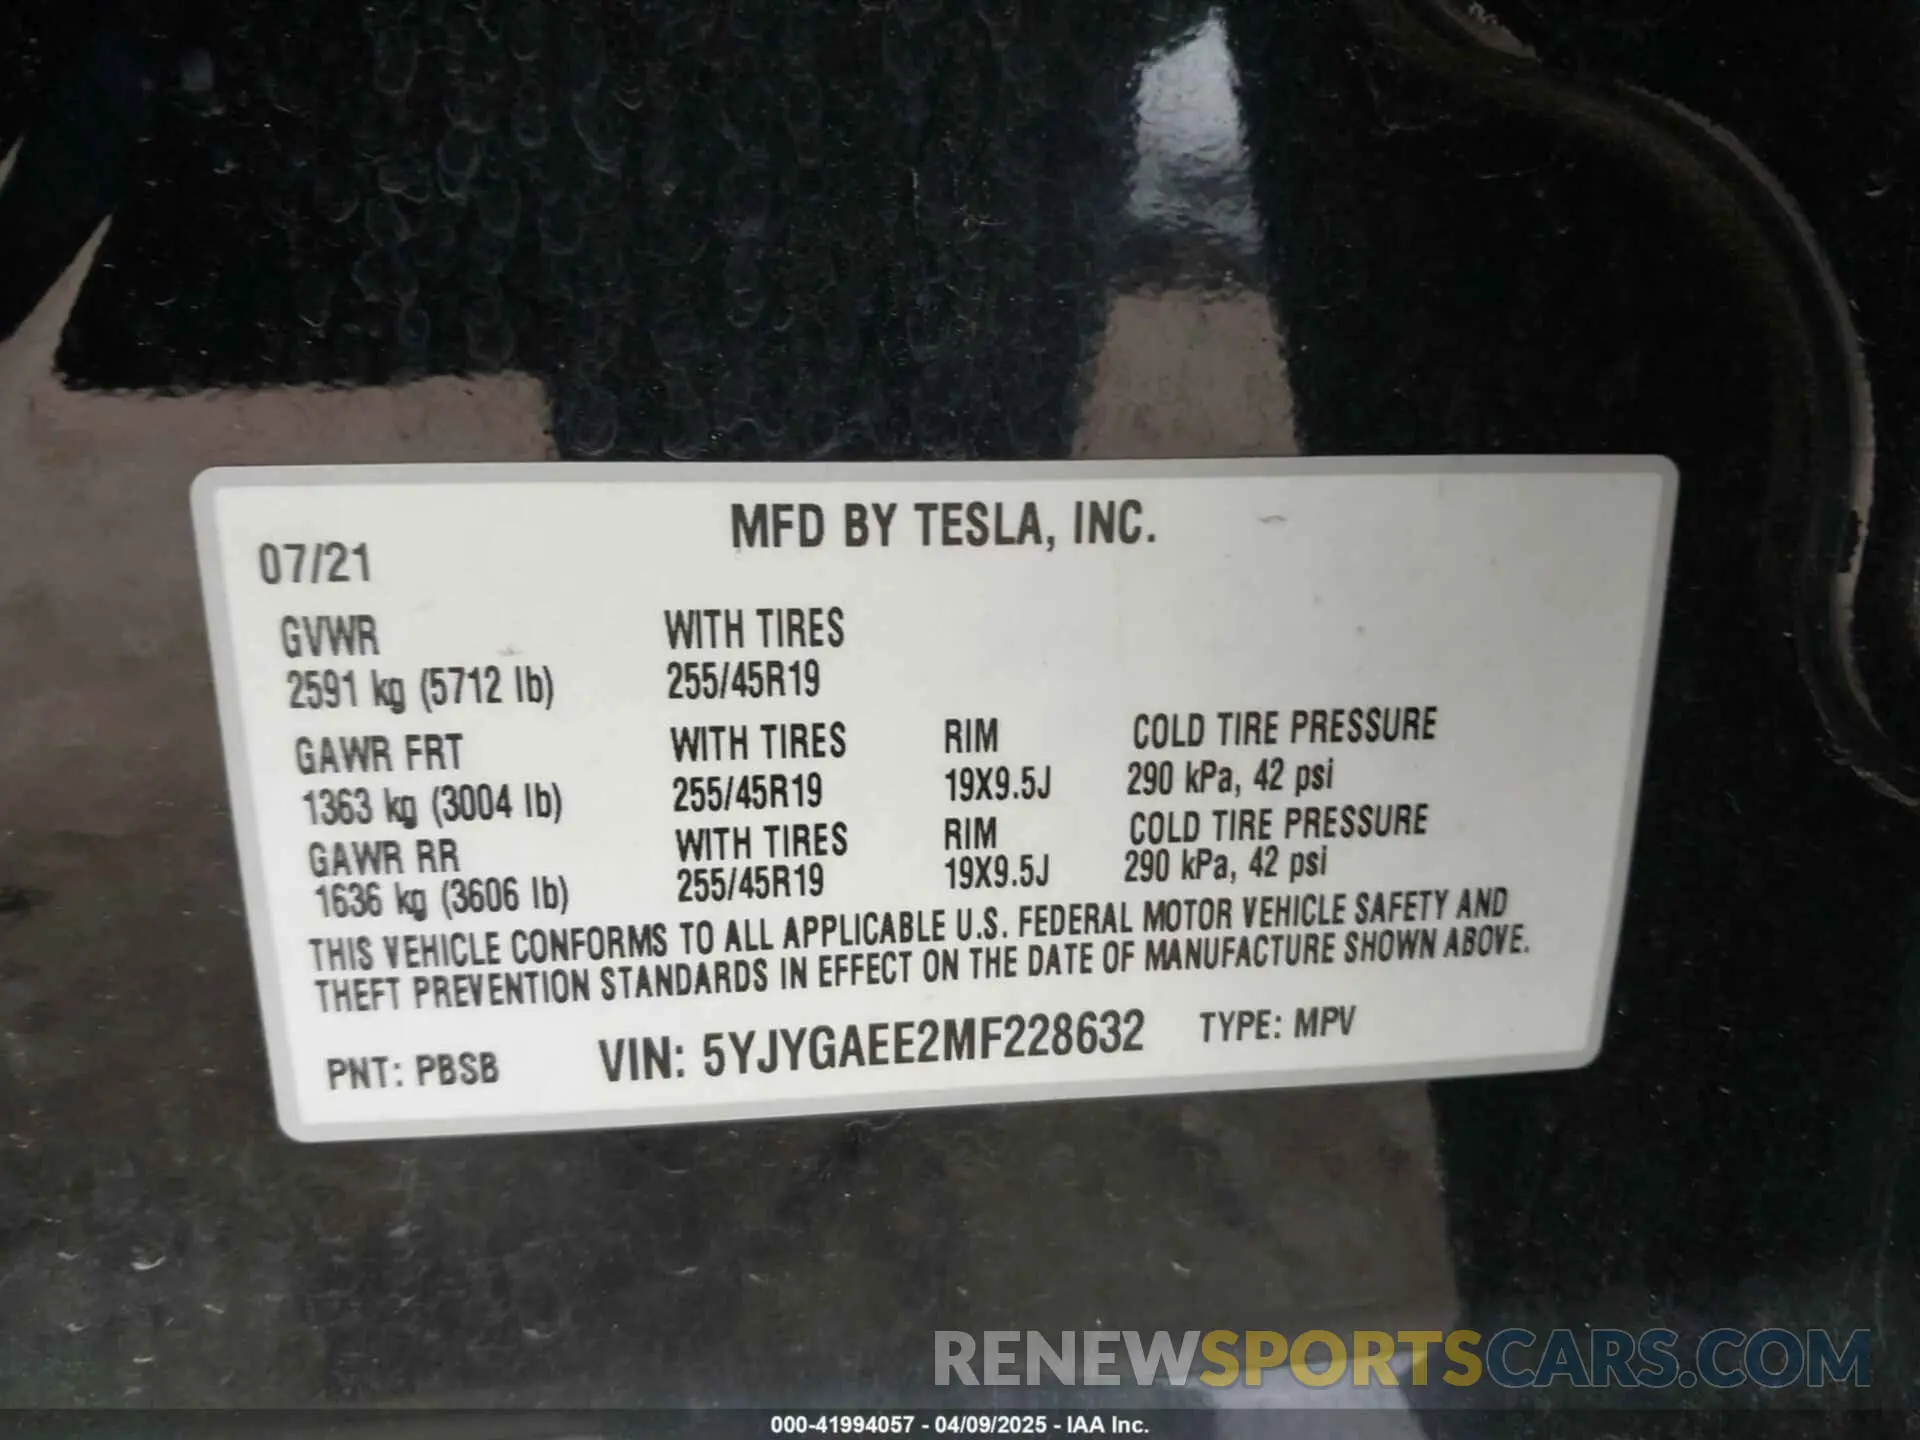 MFD BY TESLA, INC.
07/21
GVWR WITH TIRES
2591 kg (5712 lb) 255/45R19
GAWR FRT WITH TIRES RIM COLD TIRE PRESSURE
1363 kg (3004 lb) 255/45R19 19X9.5J 290 kPa, 42 psi
GAWR RR WITH TIRES RIM COLD TIRE PRESSURE
1636 kg (3606 lb) 255/45R19 19X9.5J 290 kPa, 42 psi
THIS VEHICLE CONFORMS TO ALL APPLICABLE U.S. FEDERAL MOTOR VEHICLE SAFETY AND
THEFT PREVENTION STANDARDS IN EFFECT ON THE DATE OF MANUFACTURE SHOWN ABOVE.
PNT: PBSB VIN: 5YJYGAEE2MF228632 TYPE: MPV
RENEWSPORTSCARS.COM
000-41994057 - 04/09/2025 - IAA Inc.